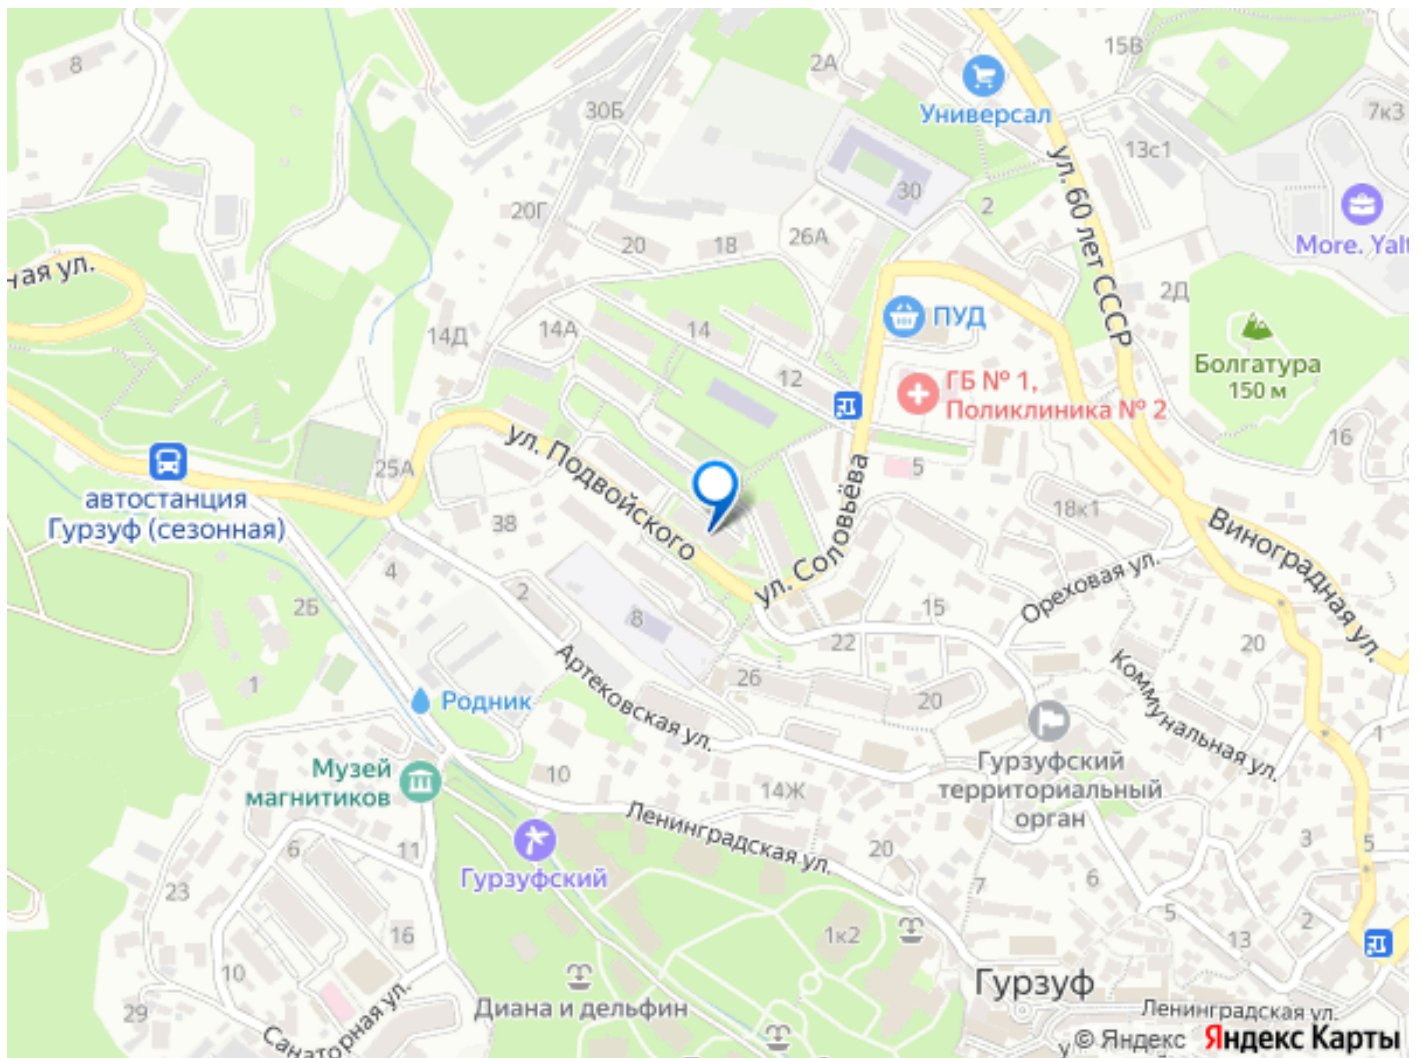 8
2А
15В
Универсал
7к3
30Б
13с1
ул. 60 лет СССР
30
2
20Г
20
18
26А
More. Yalt
ная ул.
2Д
14Д
14А
14
ПУД
Болгатура
150 м
12
ГБ № 1,
Поликлиника № 2
16
ул. Подвойского
25А
автостанция
Гурзуф (сезонная)
5
38
18к1
ул. Соловьёва
Виноградная ул.
4
2
Ореховая ул.
2Б
8
15
22
20
1
26
20
Коммунальная ул.
Родник
Артековская ул.
1
Музей
магнитиков
10
14Ж
Гурзуфский
территориальный
орган
Ленинградская ул.
3
5
6
11
20
Гурзуфский
7
6
23
5
2
16
1к2
13
10
Гурзуф
Диана и дельфин
29
Санаторная ул.
Ленинградская ул.
у
© Яндекс Яндекс Карты